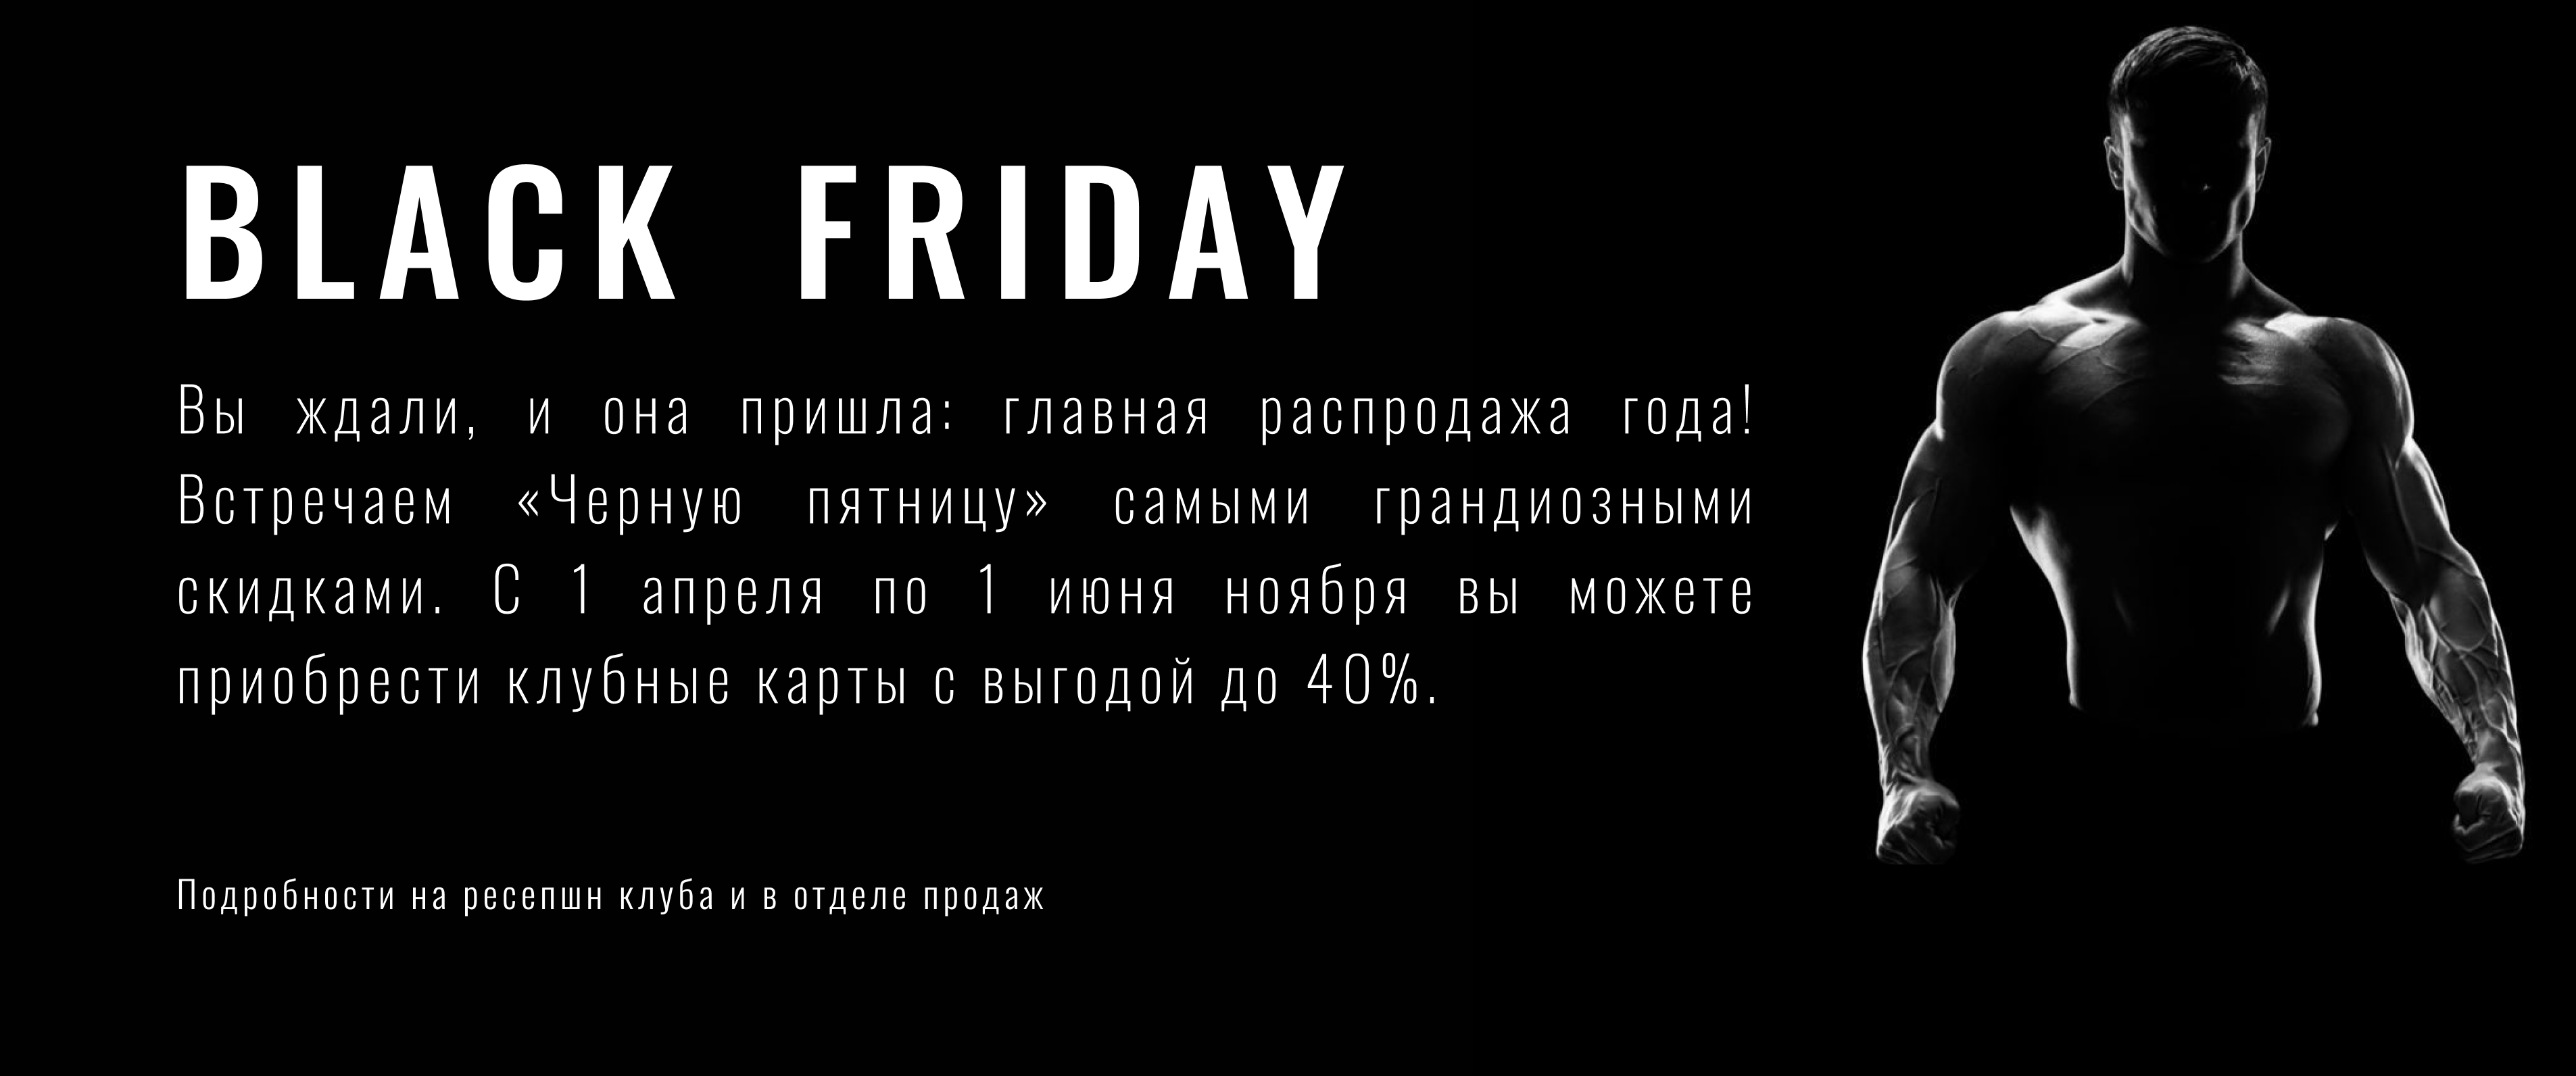 BLACK FRIDAY
Вы ждали, и она пришла: главная распродажа года!
Встречаем «Черную пятницу» самыми грандиозными
скидками. С 1 апреля по 1 июня ноября вы можете
приобрести клубные карты с выгодой до 40%.
Подробности на ресепшн клуба и в отделе продаж